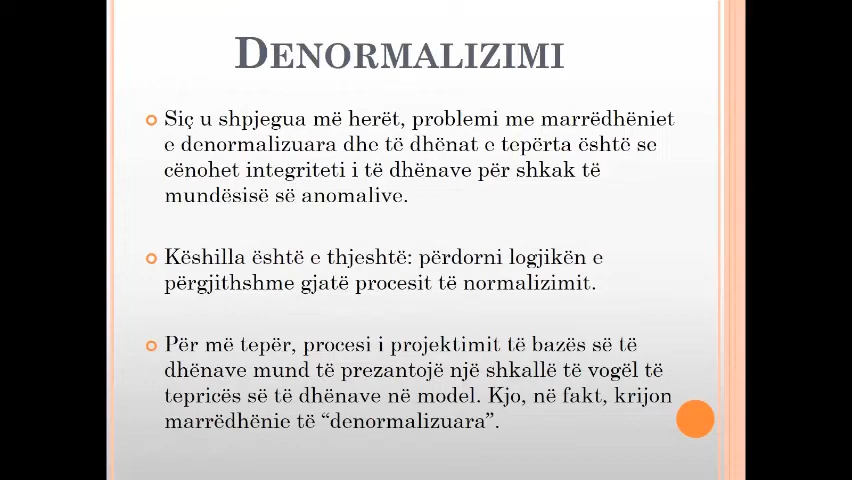 DENORMALIZIMI
Siç u shpjegua më herët, problemi me marrëdhëniet
e denormalizuara dhe të dhënat e tepërta është se
cënohet integriteti i të dhënave për shkak të
mundësisë së anomalive.
Këshilla është e thjeshtë: përdorni logjikën e
përgjithshme gjatë procesit të normalizimit.
Për më tepër, procesi i projektimit të bazës së të
dhënave mund të prezantojë një shkallë të vogël të
tepricës së të dhënave në model. Kjo, në fakt, krijon
marrëdhënie të “denormalizuara”.